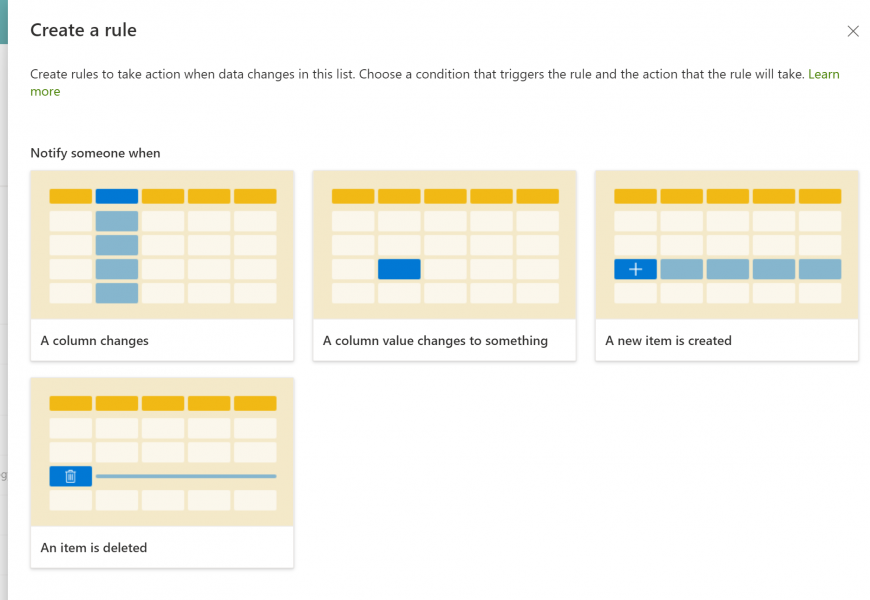 Create a rule
Create rules to take action when data changes in this list. Choose a condition that triggers the rule and the action that the rule will take. Learn
more
Notify someone when
A column changes
A column value changes to something
A new item is created
An item is deleted